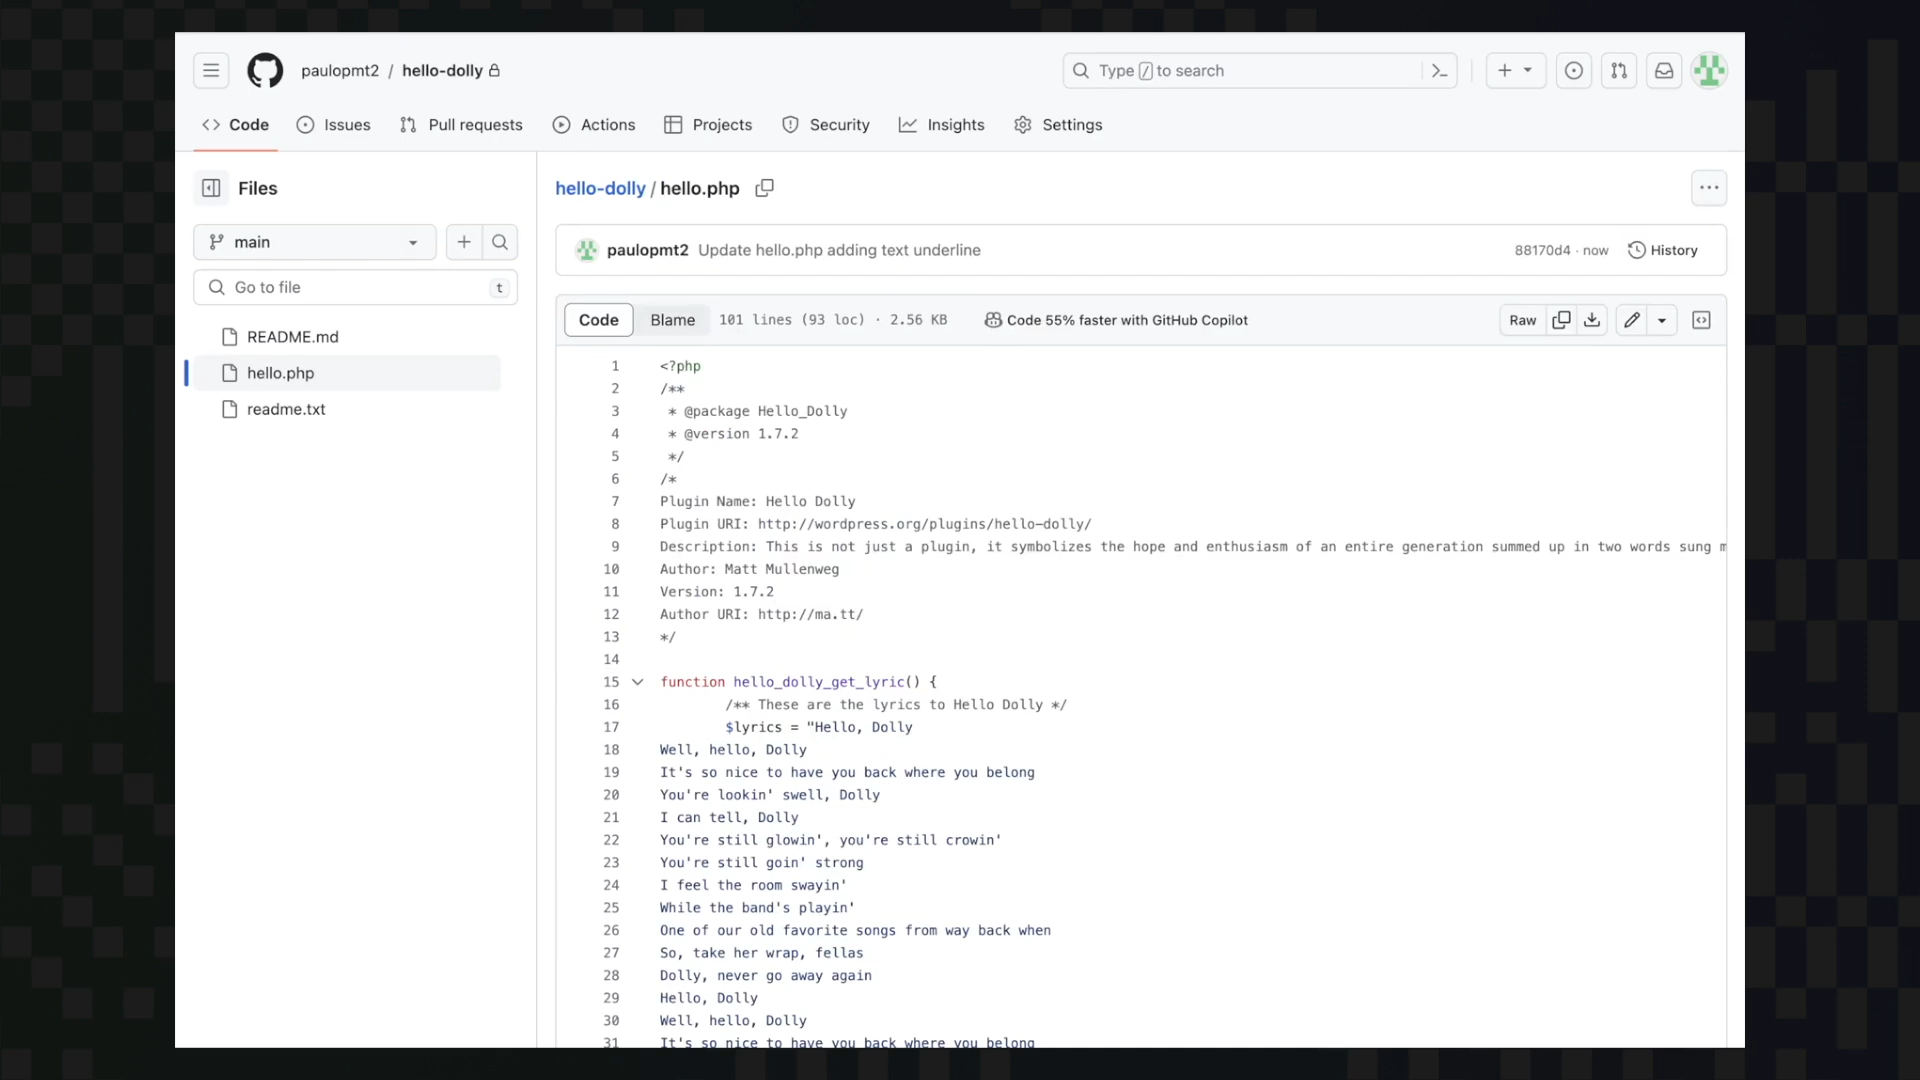 paulopmt2 / hello-dolly
Type / to search
Code
Issues
Pull requests
Actions
Projects
Security
Insights
Settings
Files
main
Go to file
t
README.md
hello.php
readme.txt
hello-dolly / hello.php
paulopmt2 Update hello.php adding text underline
88170d4 · now
History
Code
Blame
101 lines (93 loc) · 2.56 KB
Code 55% faster with GitHub Copilot
Raw
1 <?php
2 /**
3 * @package Hello_Dolly
4 * @version 1.7.2
5 */
6 /*
7 Plugin Name: Hello Dolly
8 Plugin URI: http://wordpress.org/plugins/hello-dolly/
9 Description: This is not just a plugin, it symbolizes the hope and enthusiasm of an entire generation summed up in two words sung
10 Author: Matt Mullenweg
11 Version: 1.7.2
12 Author URI: http://ma.tt/
13 */
14
15 function hello_dolly_get_lyric() {
16 /** These are the lyrics to Hello Dolly */
17 $lyrics = "Hello, Dolly
18 Well, hello, Dolly
19 It's so nice to have you back where you belong
20 You're lookin' swell, Dolly
21 I can tell, Dolly
22 You're still glowin', you're still crowin'
23 You're still goin' strong
24 I feel the room swayin'
25 While the band's playin'
26 One of our old favorite songs from way back when
27 So, take her wrap, fellas
28 Dolly, never go away again
29 Hello, Dolly
30 Well, hello, Dolly
31 It's so nice to have you back where you belong